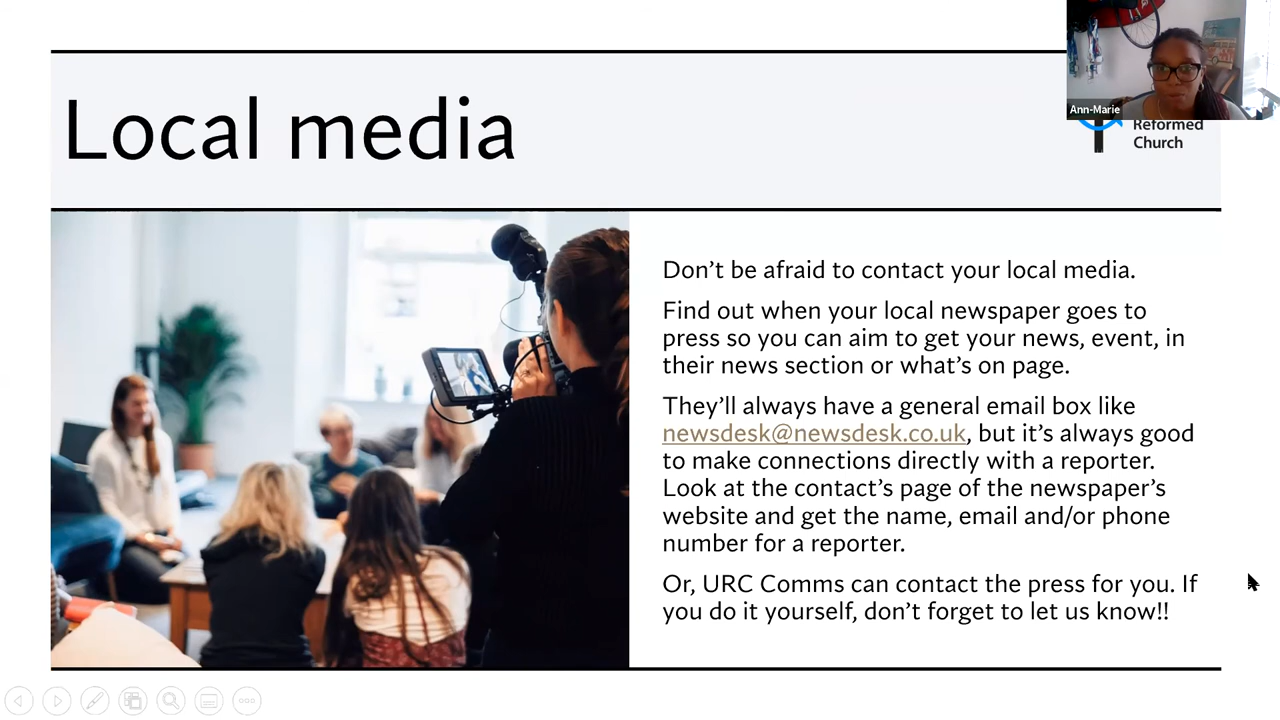 Local media
Ann-Marie
Reformed
Church
Don't be afraid to contact your local media.
Find out when your local newspaper goes to
press so you can aim to get your news, event, in
their news section or what's on page.
They'll always have a general email box like
newsdesk@newsdesk.co.uk, but it's always good
to make connections directly with a reporter.
Look at the contact's page of the newspaper's
website and get the name, email and/or phone
number for a reporter.
Or, URC Comms can contact the press for you. If
you do it yourself, don't forget to let us know!!